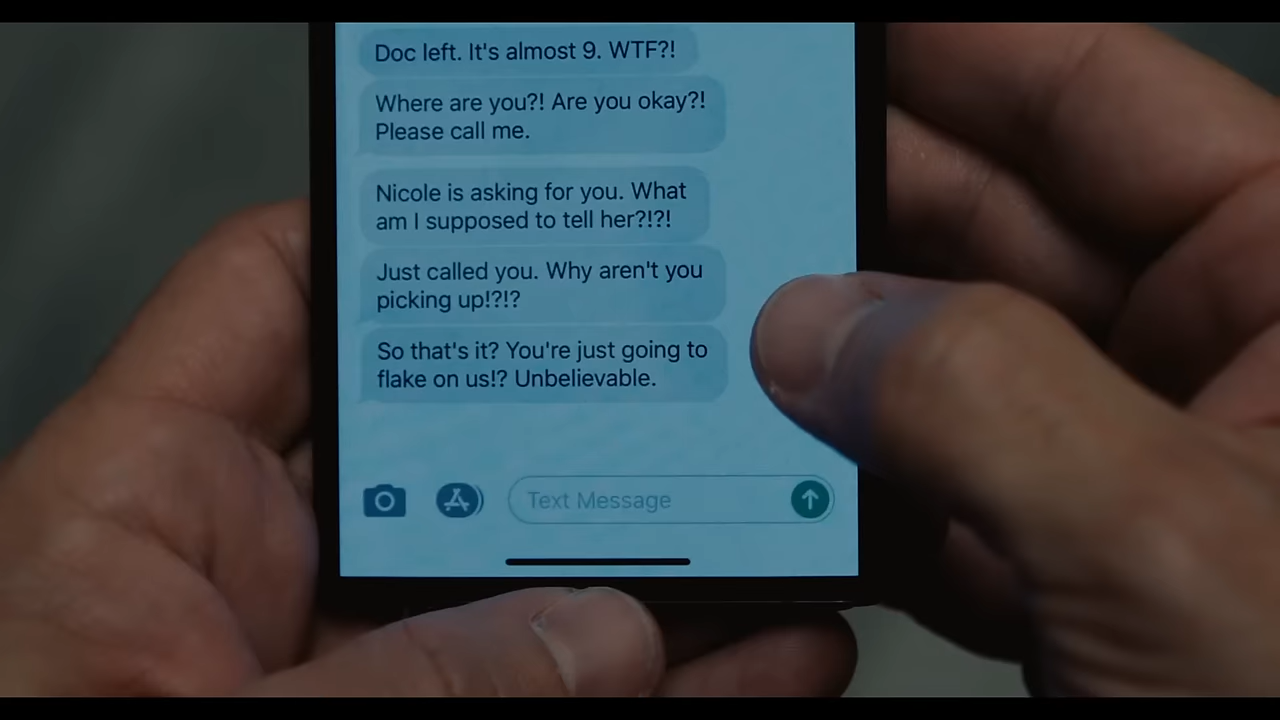 Doc left. It's almost 9. WTF?!
Where are you?! Are you okay?!
Please call me.
Nicole is asking for you. What
am I supposed to tell her?!?!
Just called you. Why aren't you
picking up!?!?
So that's it? You're just going to
flake on us!? Unbelievable.
Text Message